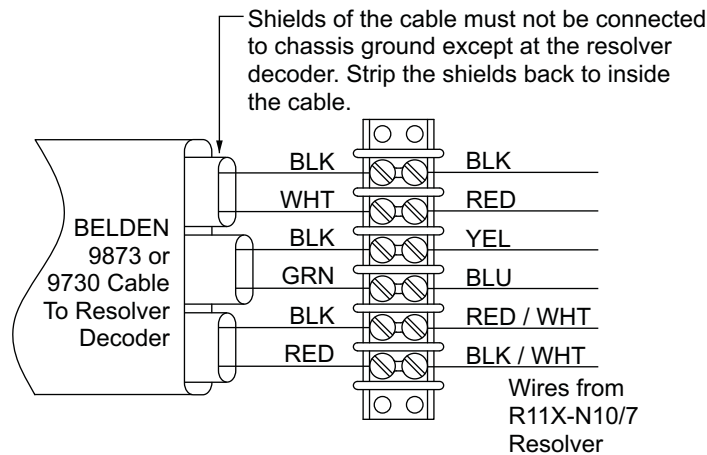 Shields of the cable must not be connected
to chassis ground except at the resolver
decoder. Strip the shields back to inside
the cable.
BLK BLK
WHT RED
BELDEN
9873 or
9730 Cable
To Resolver
Decoder
BLK YEL
GRN BLU
BLK RED / WHT
RED BLK / WHT
Wires from
R11X-N10/7
Resolver